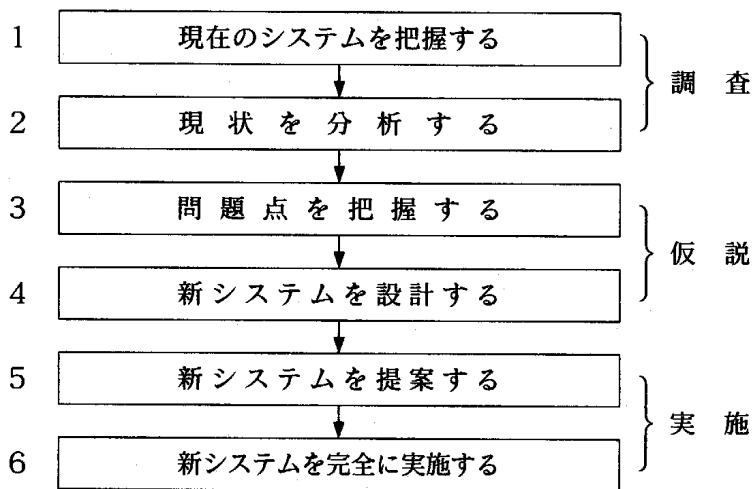 1 現在のシステムを把握する
調査
2 現状を分析する
3 問題点を把握する
仮説
4 新システムを設計する
5 新システムを提案する
実施
6 新システムを完全に実施する